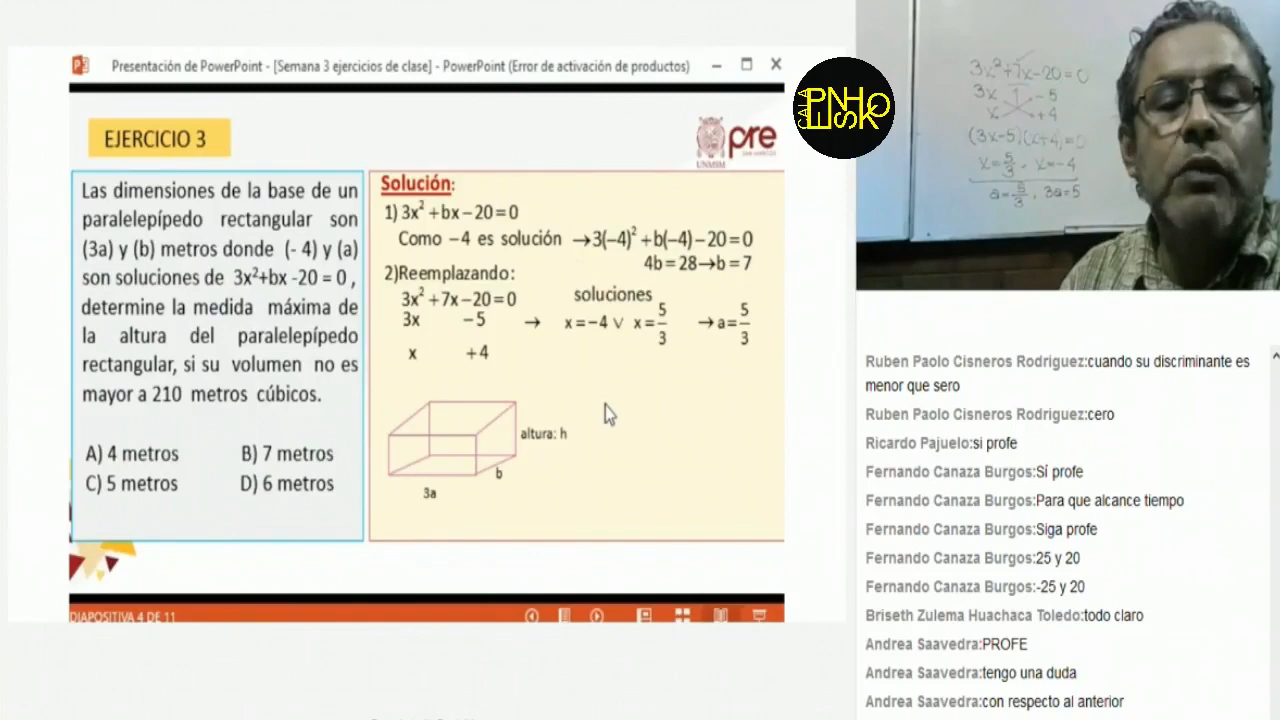 Presentación de PowerPoint - [Semana 3 ejercicios de clase] - PowerPoint (Error de activación de productos)
EJERCICIO 3
UNMSM
pre
Las dimensiones de la base de un
paralelepípedo rectangular son
(3a) y (b) metros donde (- 4) y (a)
son soluciones de 3x²+bx -20 = 0 ,
determine la medida máxima de
la altura del paralelepípedo
rectangular, si su volumen no es
mayor a 210 metros cúbicos.
A) 4 metros B) 7 metros
C) 5 metros D) 6 metros
Solución:
1) 3x² + bx – 20 = 0
Como −4 es solución → 3(−4)² + b(−4) − 20 = 0
4b = 28 → b = 7
2) Reemplazando:
3x² + 7x − 20 = 0 soluciones
3x −5 → x = −4 ∨ x = 5/3 → a = 5/3
x +4
altura: h
b
3a
DIAPOSITIVA 4 DE 11
CALA
PENHO
ESK
3x²+7x-20=0
3x -5
x +4
(3x-5)(x+4)=0
x=5/3 , x=-4
a=5/3 , 3a=5
Ruben Paolo Cisneros Rodriguez:cuando su discriminante es
menor que sero
Ruben Paolo Cisneros Rodriguez:cero
Ricardo Pajuelo:si profe
Fernando Canaza Burgos:Sí profe
Fernando Canaza Burgos:Para que alcance tiempo
Fernando Canaza Burgos:Siga profe
Fernando Canaza Burgos:25 y 20
Fernando Canaza Burgos:-25 y 20
Briseth Zulema Huachaca Toledo:todo claro
Andrea Saavedra:PROFE
Andrea Saavedra:tengo una duda
Andrea Saavedra:con respecto al anterior